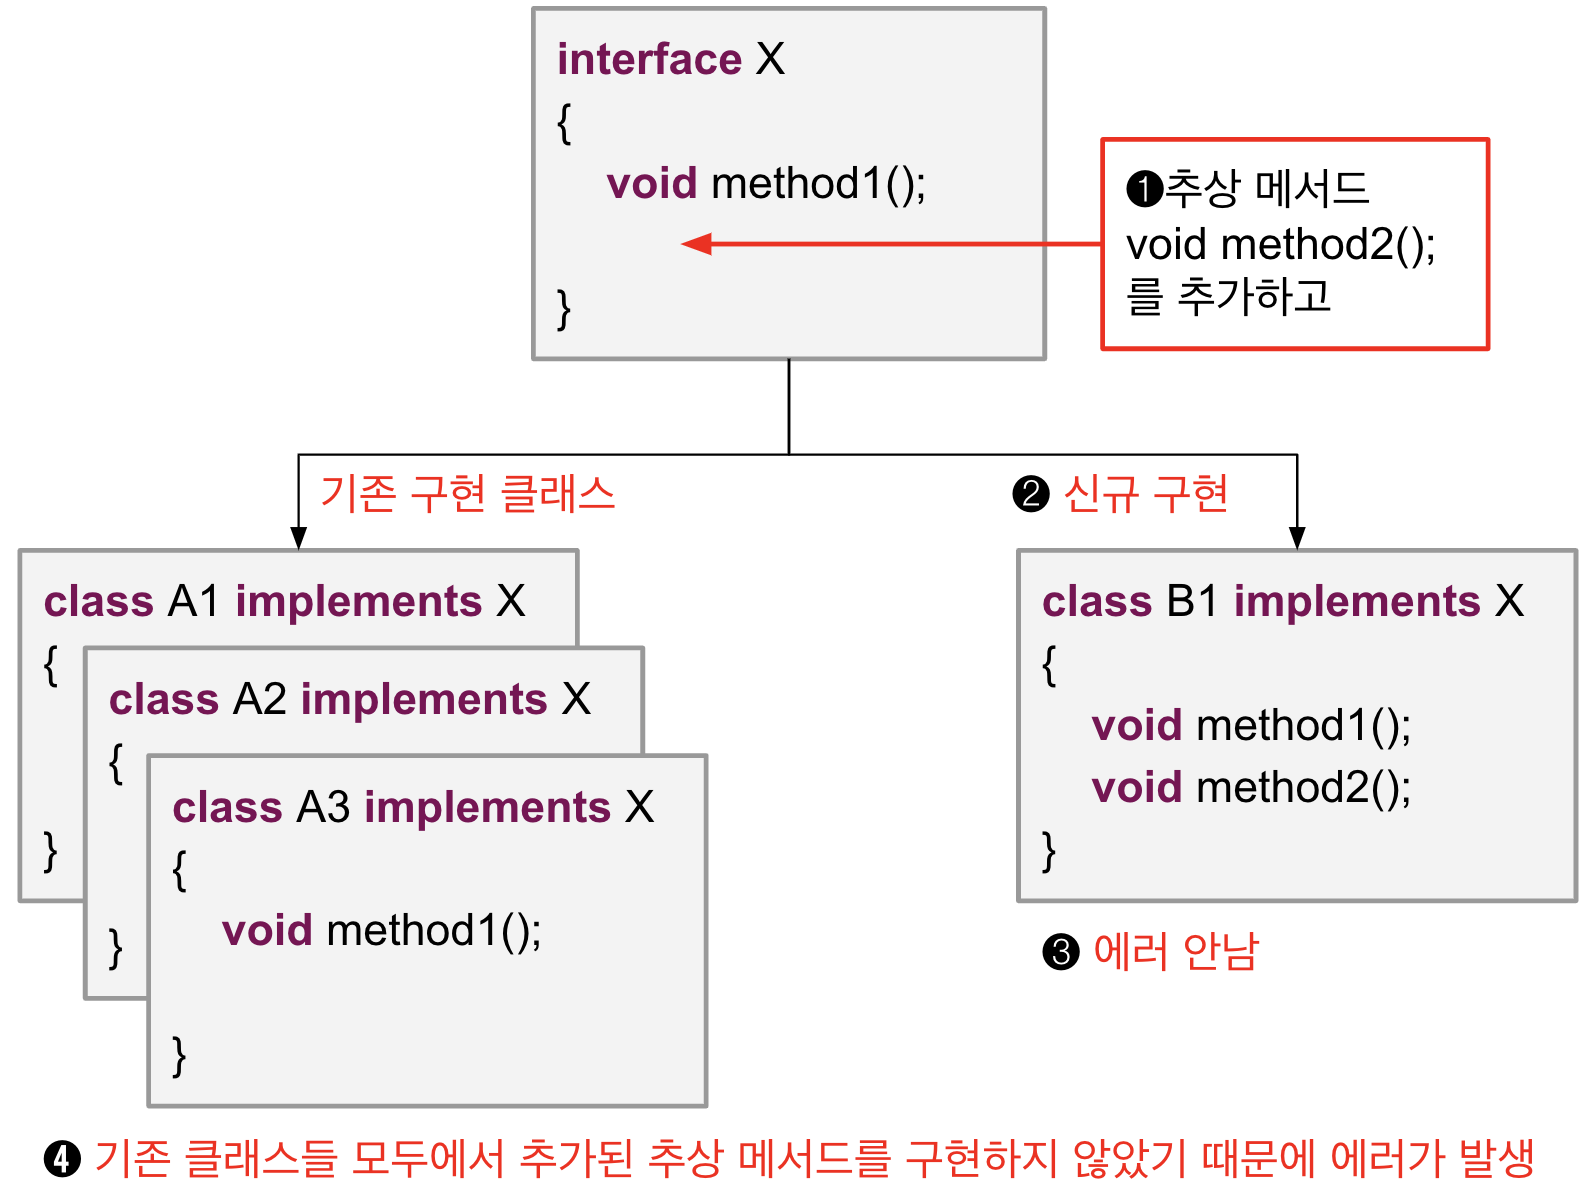 interface X
{
void method1();
}
❶추상 메서드
void method2();
를 추가하고
기존 구현 클래스
❷ 신규 구현
class A1 implements X
{
}
class A2 implements X
{
}
class A3 implements X
{
void method1();
}
class B1 implements X
{
void method1();
void method2();
}
❸ 에러 안남
❹ 기존 클래스들 모두에서 추가된 추상 메서드를 구현하지 않았기 때문에 에러가 발생